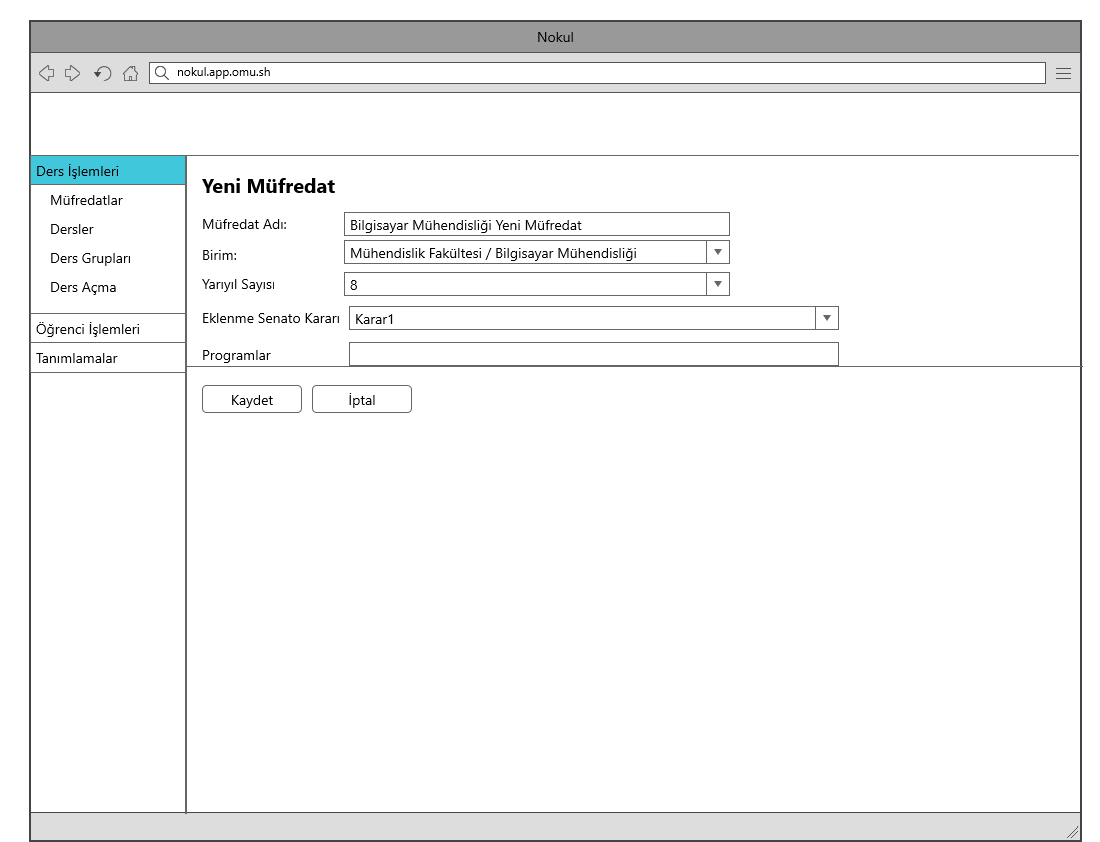 Nokul
nokul.app.omu.sh
Ders İşlemleri
Müfredatlar
Dersler
Ders Grupları
Ders Açma
Öğrenci İşlemleri
Tanımlamalar
Yeni Müfredat
Müfredat Adı: Bilgisayar Mühendisliği Yeni Müfredat
Birim: Mühendislik Fakültesi / Bilgisayar Mühendisliği
Yarıyıl Sayısı 8
Eklenme Senato Kararı Karar1
Programlar
Kaydet İptal